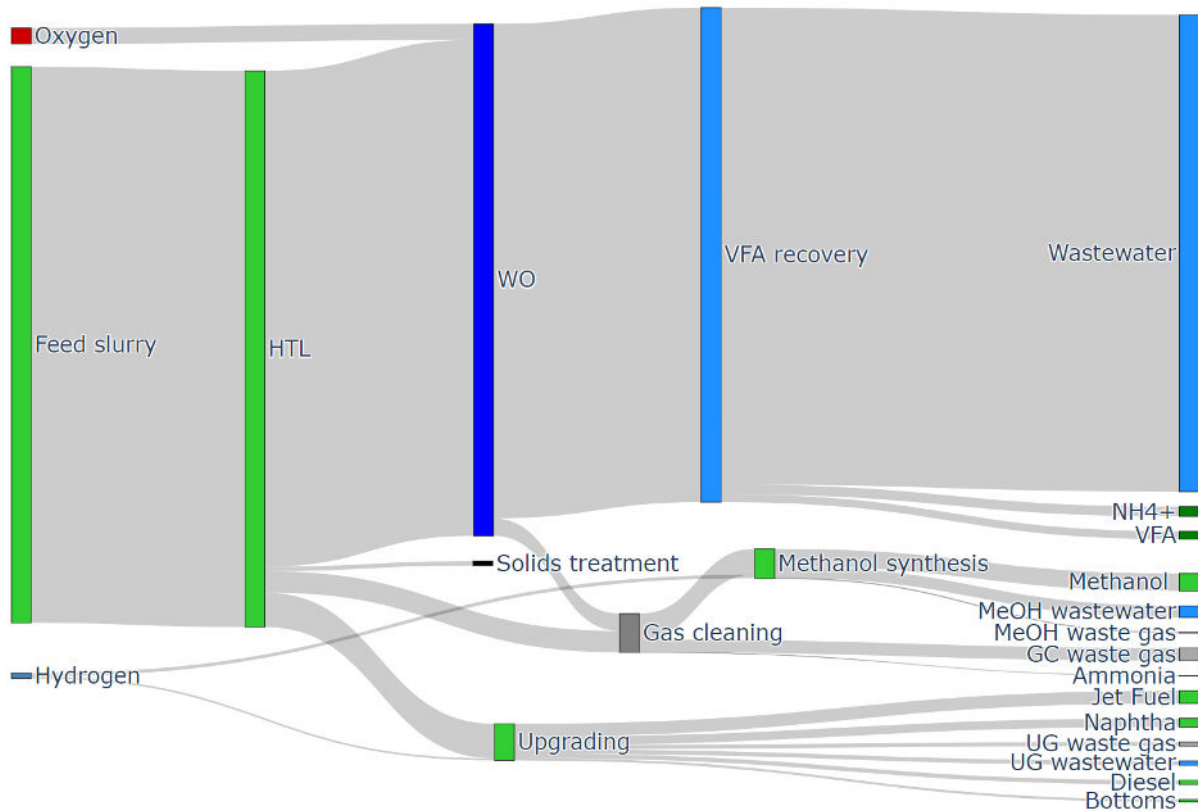 Oxygen
Feed slurry
HTL
WO
VFA recovery
Wastewater
NH4+
VFA
Solids treatment
Methanol synthesis
Methanol
MeOH wastewater
MeOH waste gas
Gas cleaning
GC waste gas
Hydrogen
Ammonia
Jet Fuel
Naphtha
Upgrading
UG waste gas
UG wastewater
Diesel
Bottoms